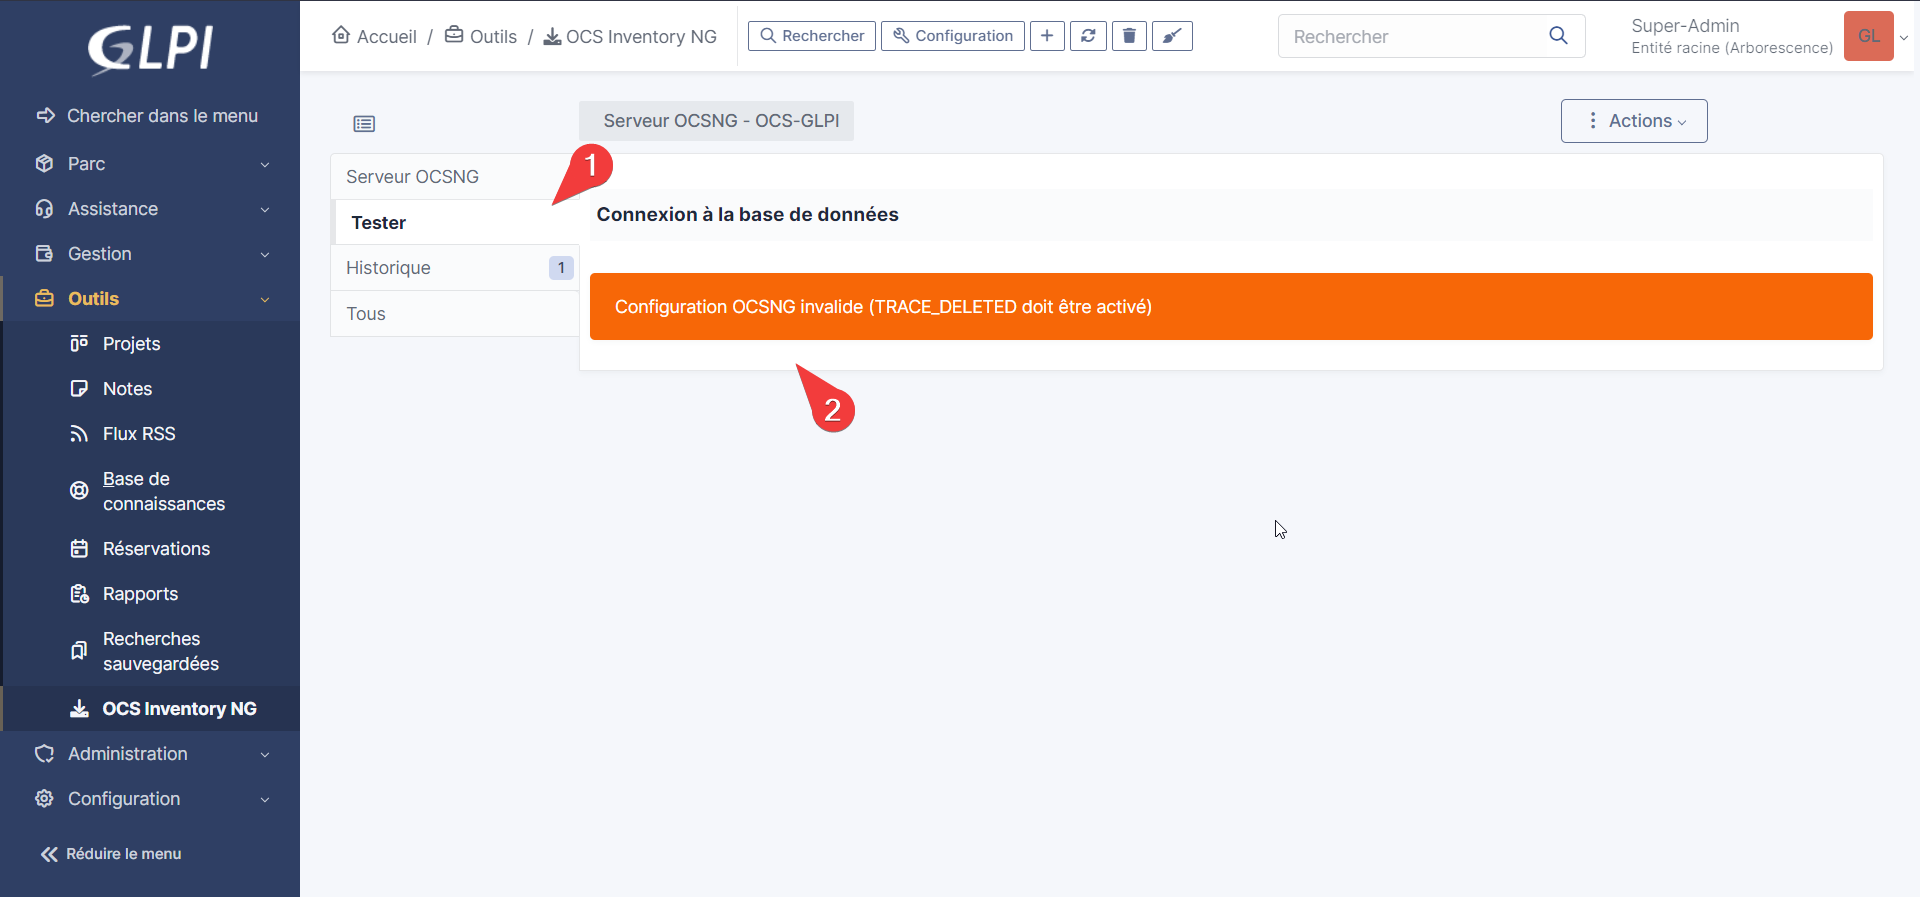 GLPI
Chercher dans le menu
Parc
Assistance
Gestion
Outils
Projets
Notes
Flux RSS
Base de
connaissances
Réservations
Rapports
Recherches
sauvegardées
OCS Inventory NG
Administration
Configuration
Réduire le menu
Accueil / Outils / OCS Inventory NG
Rechercher
Configuration
Rechercher
Super-Admin
Entité racine (Arborescence)
GL
Serveur OCSNG - OCS-GLPI
Actions
Serveur OCSNG
Tester
Historique 1
Tous
1
Connexion à la base de données
Configuration OCSNG invalide (TRACE_DELETED doit être activé)
2